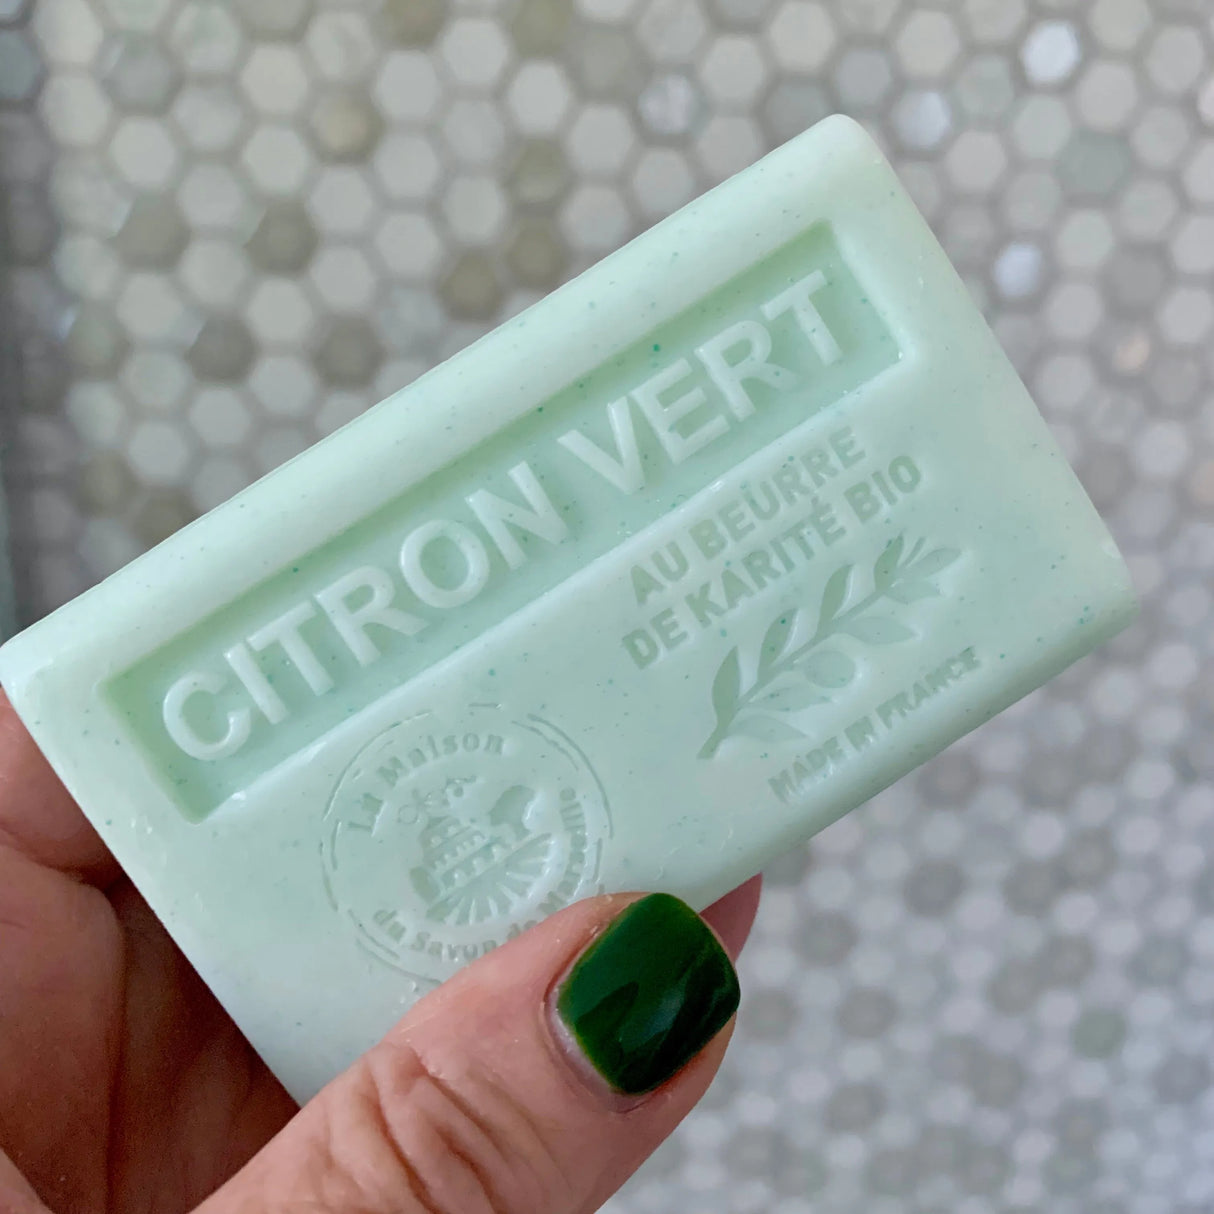 CITRON VERT
AU BEURRE
DE KARITÉ BIO
MADE IN FRANCE
La Maison
du Savon de Marseille